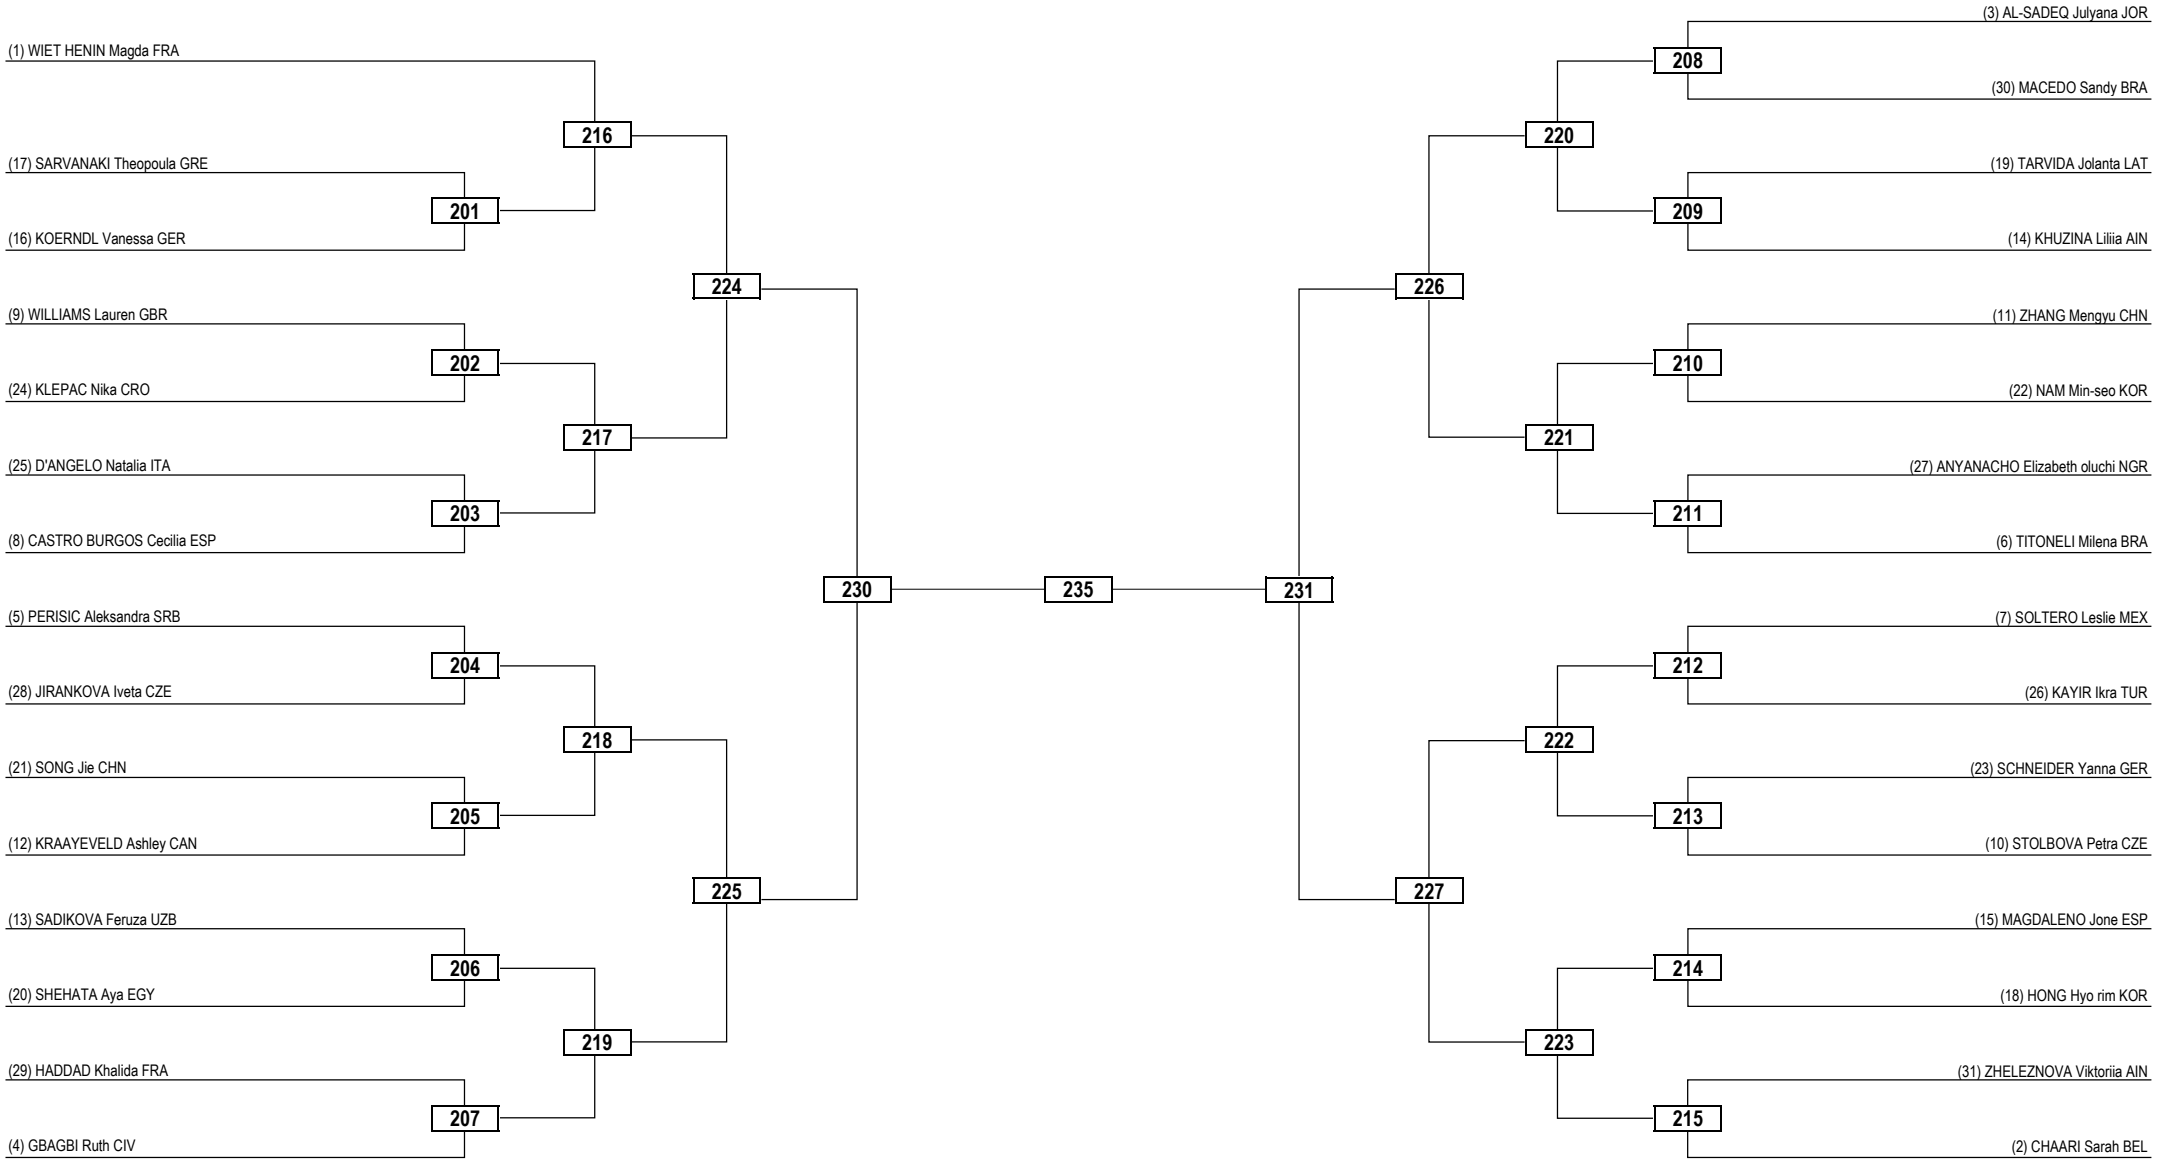 (1) WIET HENIN Magda FRA
216
(17) SARVANAKI Theopoula GRE
201
(16) KOERNDL Vanessa GER
224
(9) WILLIAMS Lauren GBR
202
(24) KLEPAC Nika CRO
217
(25) D'ANGELO Natalia ITA
203
(8) CASTRO BURGOS Cecilia ESP
230
(5) PERISIC Aleksandra SRB
204
(28) JIRANKOVA Iveta CZE
218
(21) SONG Jie CHN
205
(12) KRAAYEVELD Ashley CAN
225
(13) SADIKOVA Feruza UZB
206
(20) SHEHATA Aya EGY
219
(29) HADDAD Khalida FRA
207
(4) GBAGBI Ruth CIV
235
(3) AL-SADEQ Julyana JOR
208
(30) MACEDO Sandy BRA
220
(19) TARVIDA Jolanta LAT
209
(14) KHUZINA Liliia AIN
226
(11) ZHANG Mengyu CHN
210
(22) NAM Min-seo KOR
221
(27) ANYANACHO Elizabeth oluchi NGR
211
(6) TITONELI Milena BRA
231
(7) SOLTERO Leslie MEX
212
(26) KAYIR Ikra TUR
222
(23) SCHNEIDER Yanna GER
213
(10) STOLBOVA Petra CZE
227
(15) MAGDALENO Jone ESP
214
(18) HONG Hyo rim KOR
223
(31) ZHELEZNOVA Viktoriia AIN
215
(2) CHAARI Sarah BEL